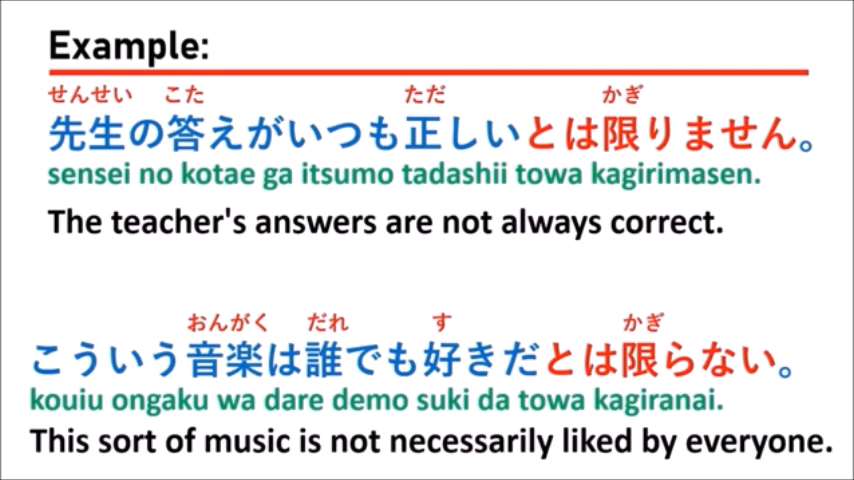 Example:
せんせい こた ただ かぎ
先生の答えがいつも正しいとは限りません。
sensei no kotae ga itsumo tadashii towa kagirimasen.
The teacher's answers are not always correct.
おんがく だれ す かぎ
こういう音楽は誰でも好きだとは限らない。
kouiu ongaku wa dare demo suki da towa kagiranai.
This sort of music is not necessarily liked by everyone.